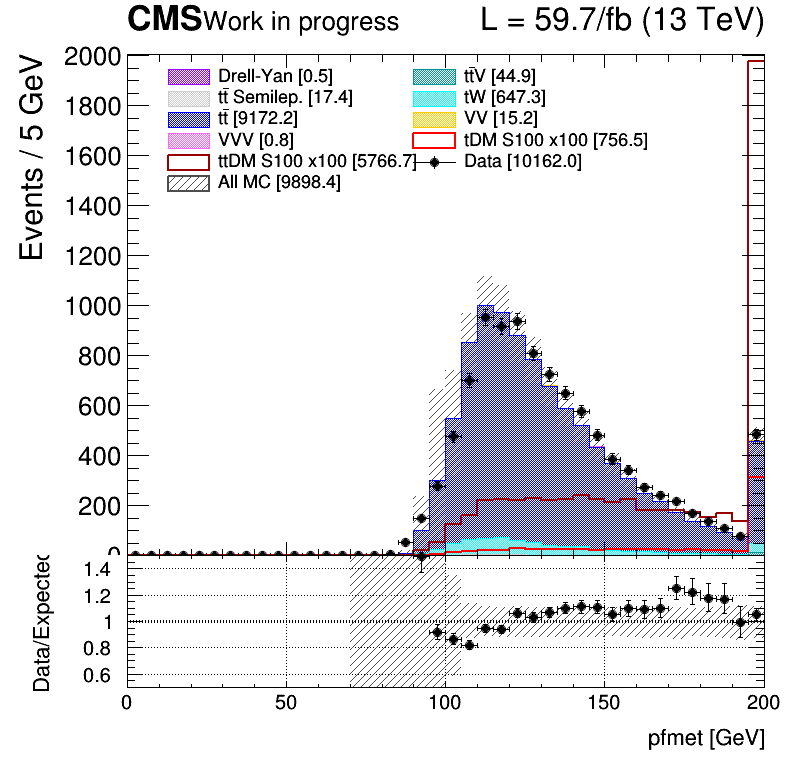 CMS Work in progress L = 59.7/fb (13 TeV)
Events / 5 GeV
2000
1800
1600
1400
1200
1000
800
600
400
200
0
Drell-Yan [0.5]
tt̄V [44.9]
tt̄ Semilep. [17.4]
tW [647.3]
tt̄ [9172.2]
VV [15.2]
VVV [0.8]
tDM S100 x100 [756.5]
ttDM S100 x100 [5766.7]
Data [10162.0]
All MC [9898.4]
Data/Expected
1.4
1.2
1
0.8
0.6
0 50 100 150 200
pfmet [GeV]